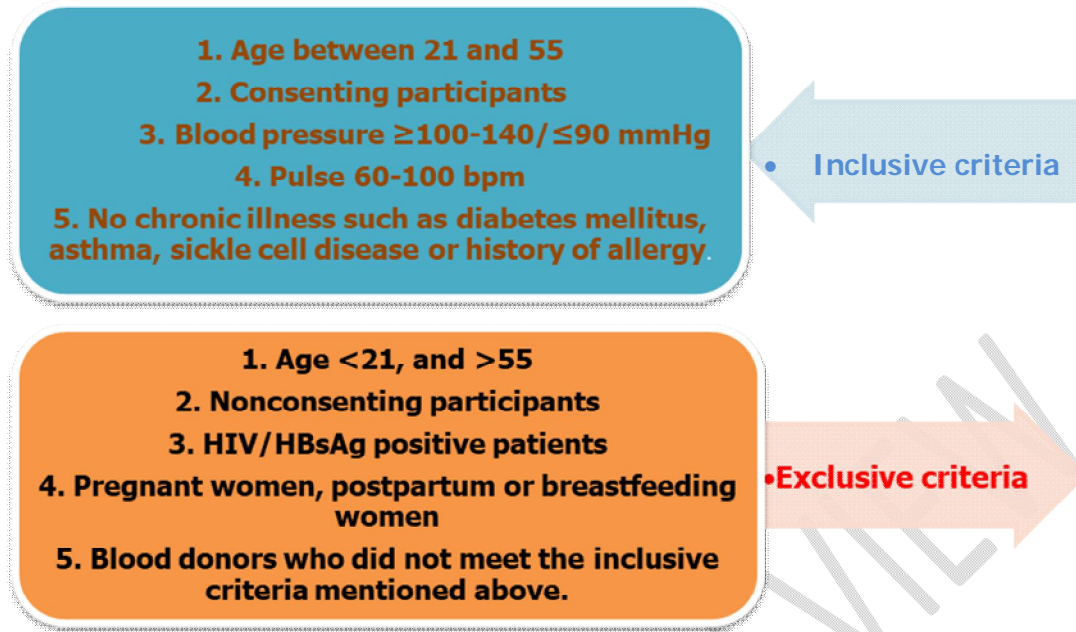 1. Age between 21 and 55
2. Consenting participants
3. Blood pressure ≥100-140/≤90 mmHg
4. Pulse 60-100 bpm
5. No chronic illness such as diabetes mellitus,
asthma, sickle cell disease or history of allergy.
• Inclusive criteria
1. Age <21, and >55
2. Nonconsenting participants
3. HIV/HBsAg positive patients
4. Pregnant women, postpartum or breastfeeding
women
5. Blood donors who did not meet the inclusive
criteria mentioned above.
•Exclusive criteria